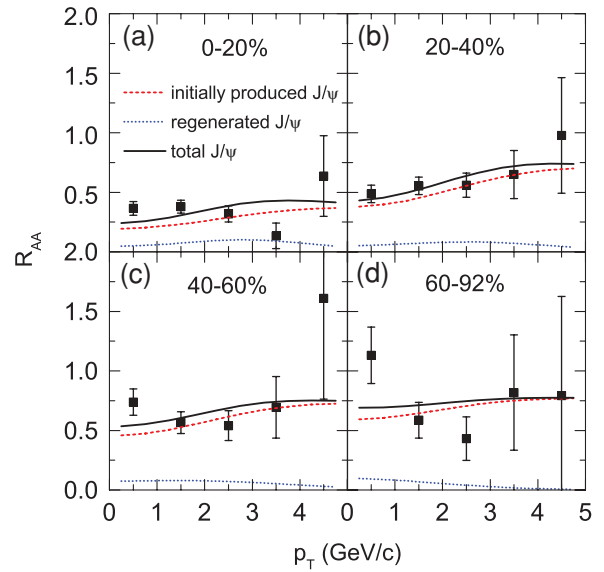 (a) 0-20%
(b) 20-40%
initially produced J/ψ
regenerated J/ψ
total J/ψ
2.0
1.5
1.0
0.5
2.0
R_AA
(c) 40-60%
(d) 60-92%
1.5
1.0
0.5
0.0
0 1 2 3 4 0 1 2 3 4 5
p_T (GeV/c)